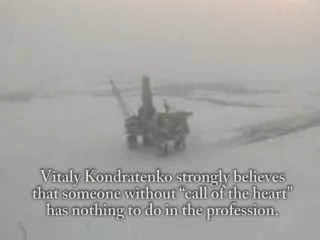 Vitaly Kondratenko strongly believes
that someone without "call of the heart"
has nothing to do in the profession.